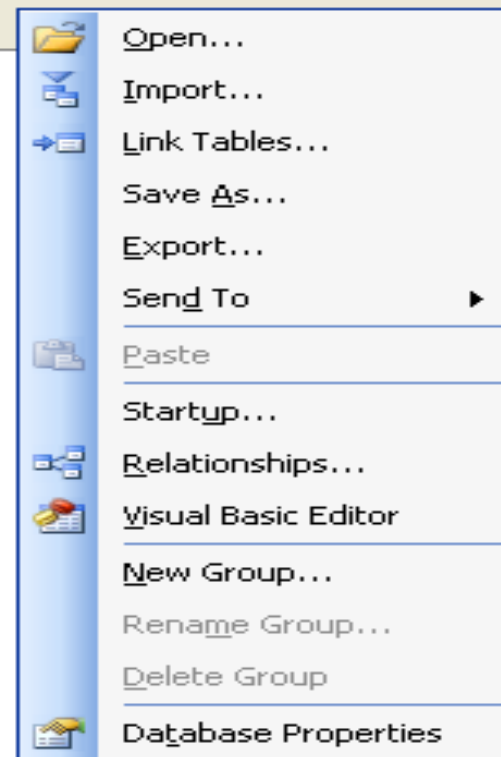 Open...
Import...
Link Tables...
Save As...
Export...
Send To
Paste
Startup...
Relationships...
Visual Basic Editor
New Group...
Rename Group...
Delete Group
Database Properties